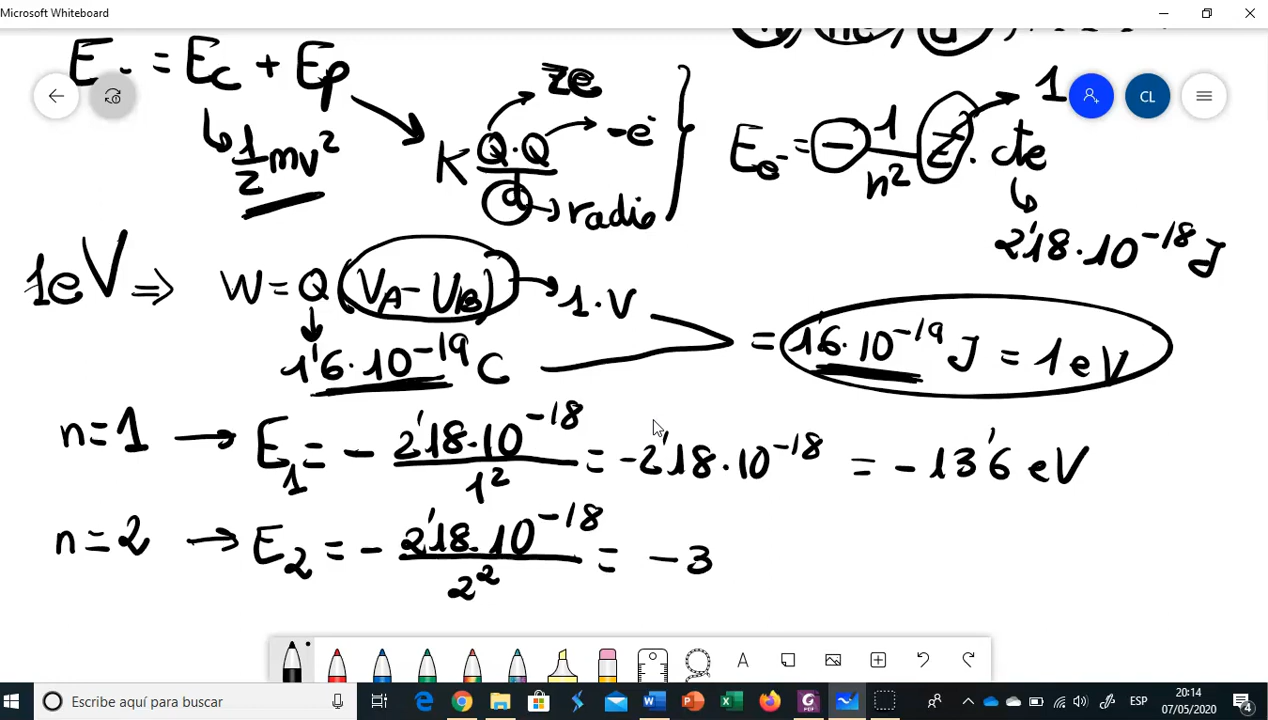 Microsoft Whiteboard
E- = Ec + Ep
1/2 mv²
K Q·Q/d
ze
-e⁻
radio
Ee⁻ = - 1/n² Z · cte
1
2'18·10⁻¹⁸ J
CL
1eV ⇒ W = Q (VA - VB) → 1·V
1'6·10⁻¹⁹ C
= 1'6·10⁻¹⁹ J = 1eV
n=1 → E₁ = - 2'18·10⁻¹⁸/1² = -2'18·10⁻¹⁸ = -13'6 eV
n=2 → E₂ = - 2'18·10⁻¹⁸/2² = -3
Escribe aquí para buscar
ESP
20:14
07/05/2020
4